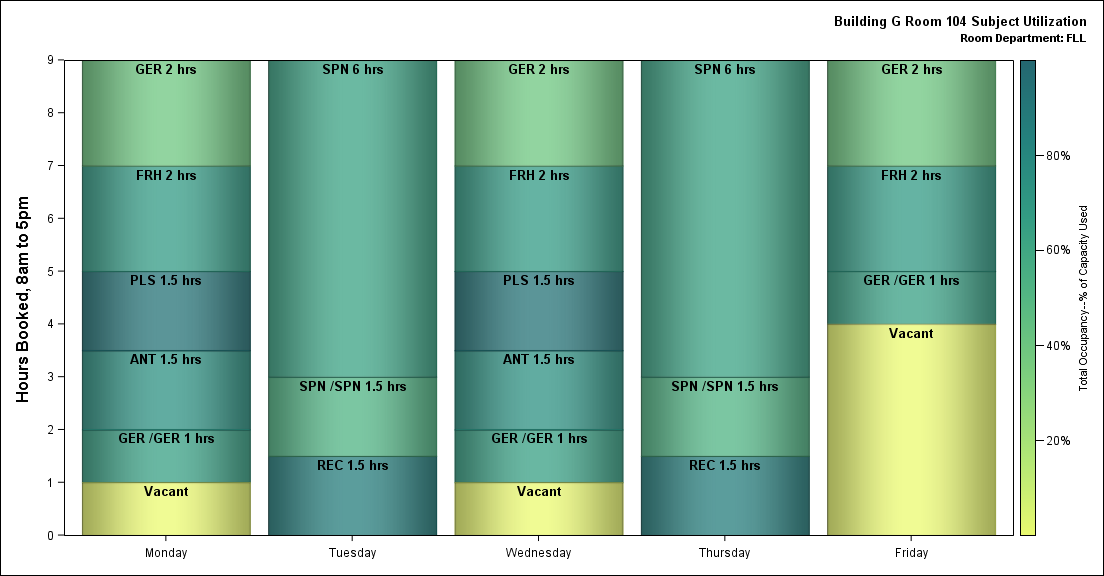 Building G Room 104 Subject Utilization
Room Department: FLL
Hours Booked, 8am to 5pm
9
8
7
6
5
4
3
2
1
0
GER 2 hrs
FRH 2 hrs
PLS 1.5 hrs
ANT 1.5 hrs
GER /GER 1 hrs
Vacant
Monday
SPN 6 hrs
SPN /SPN 1.5 hrs
REC 1.5 hrs
Tuesday
GER 2 hrs
FRH 2 hrs
PLS 1.5 hrs
ANT 1.5 hrs
GER /GER 1 hrs
Vacant
Wednesday
SPN 6 hrs
SPN /SPN 1.5 hrs
REC 1.5 hrs
Thursday
GER 2 hrs
FRH 2 hrs
GER /GER 1 hrs
Vacant
Friday
80%
60%
40%
20%
Total Occupancy--% of Capacity Used